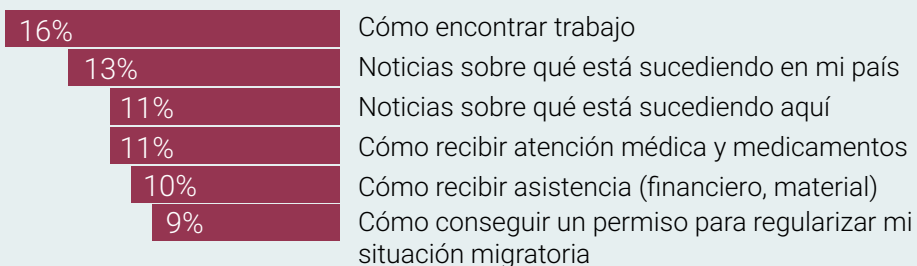 16% Cómo encontrar trabajo
13% Noticias sobre qué está sucediendo en mi país
11% Noticias sobre qué está sucediendo aquí
11% Cómo recibir atención médica y medicamentos
10% Cómo recibir asistencia (financiero, material)
9% Cómo conseguir un permiso para regularizar mi
situación migratoria